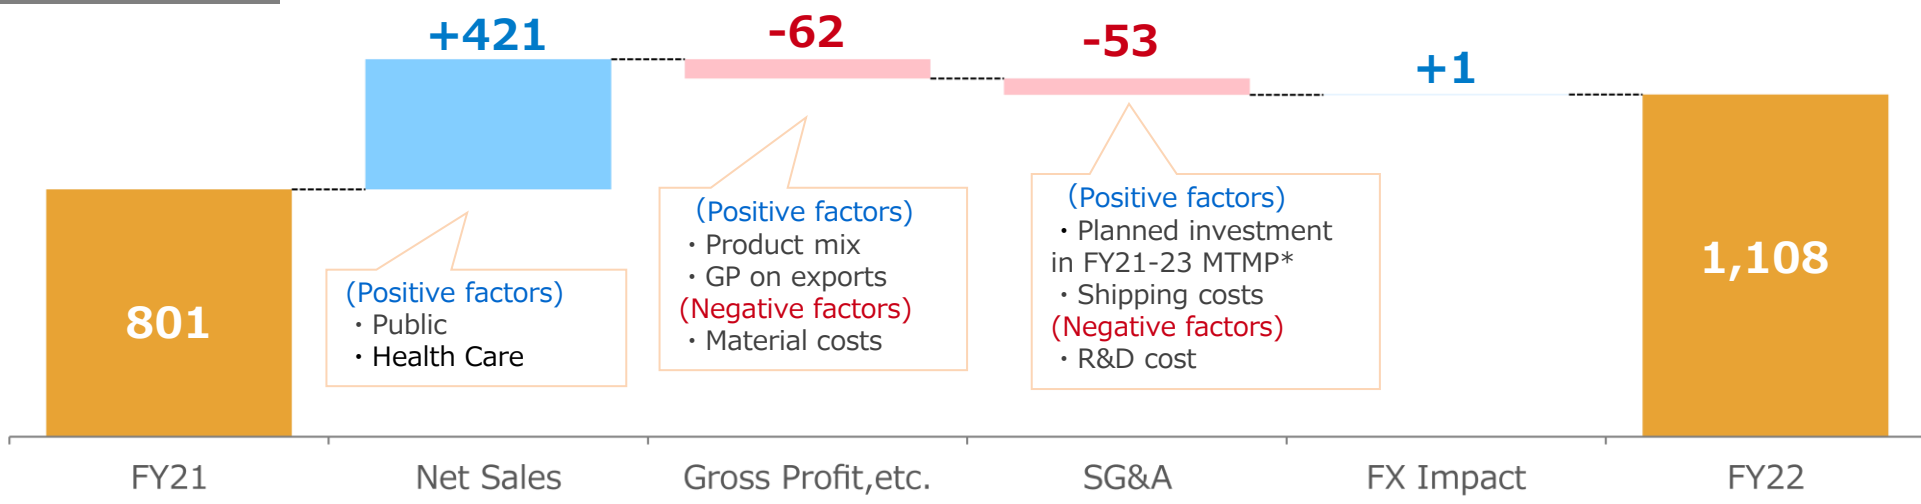 +421
-62
-53
+1
801
(Positive factors)
・Public
・Health Care
(Positive factors)
・Product mix
・GP on exports
(Negative factors)
・Material costs
(Positive factors)
・Planned investment
in FY21-23 MTMP*
・Shipping costs
(Negative factors)
・R&D cost
1,108
FY21
Net Sales
Gross Profit,etc.
SG&A
FX Impact
FY22